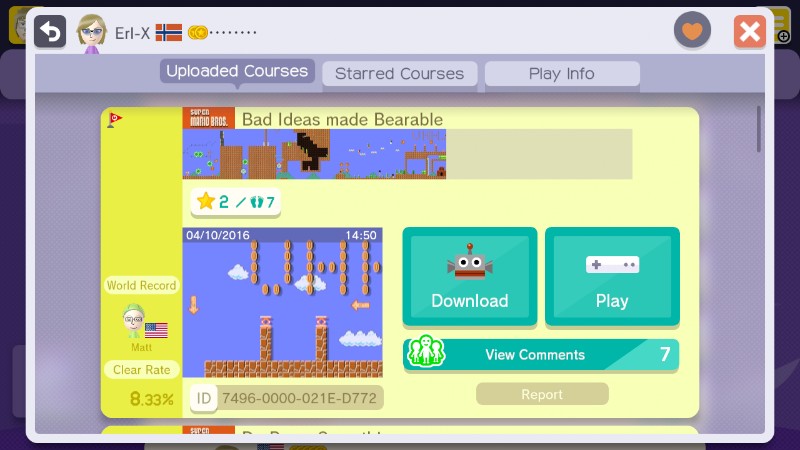 Erl-X
Uploaded Courses
Starred Courses
Play Info
SUPER
MARIO BROS.
Bad Ideas made Bearable
2 / 7
04/10/2016
14:50
World Record
Matt
Clear Rate
8.33%
Download
Play
View Comments
7
ID
7496-0000-021E-D772
Report
SUPER